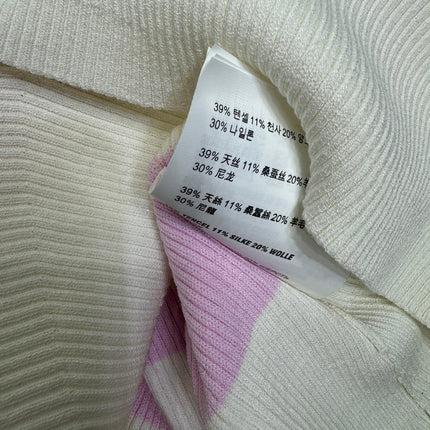 39% 텐셀 11% 천사 20% 양
30% 나일론
39% 天丝 11% 桑蚕丝 20% 羊
30% 尼龙
39% 天絲 11% 桑蠶絲 20% 羊毛
30% 尼龍
TENCEL 11% SILKE 20% WOLLE